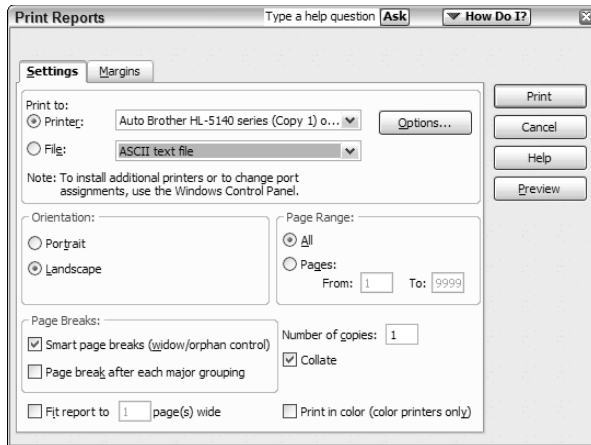 Print Reports Type a help question Ask How Do I?
Settings Margins
Print to:
Printer: Auto Brother HL-5140 series (Copy 1) o... Options...
File: ASCII text file
Note: To install additional printers or to change port
assignments, use the Windows Control Panel.
Print
Cancel
Help
Preview
Orientation:
Portrait
Landscape
Page Range:
All
Pages:
From: 1 To: 9999
Page Breaks:
Smart page breaks (widow/orphan control)
Page break after each major grouping
Number of copies: 1
Collate
Fit report to 1 page(s) wide
Print in color (color printers only)